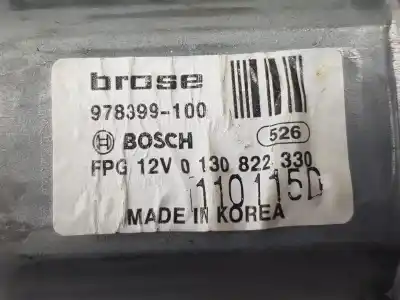 brose
978399-100
BOSCH 526
FPG 12V 0 130 822 330
110115D
MADE IN KOREA